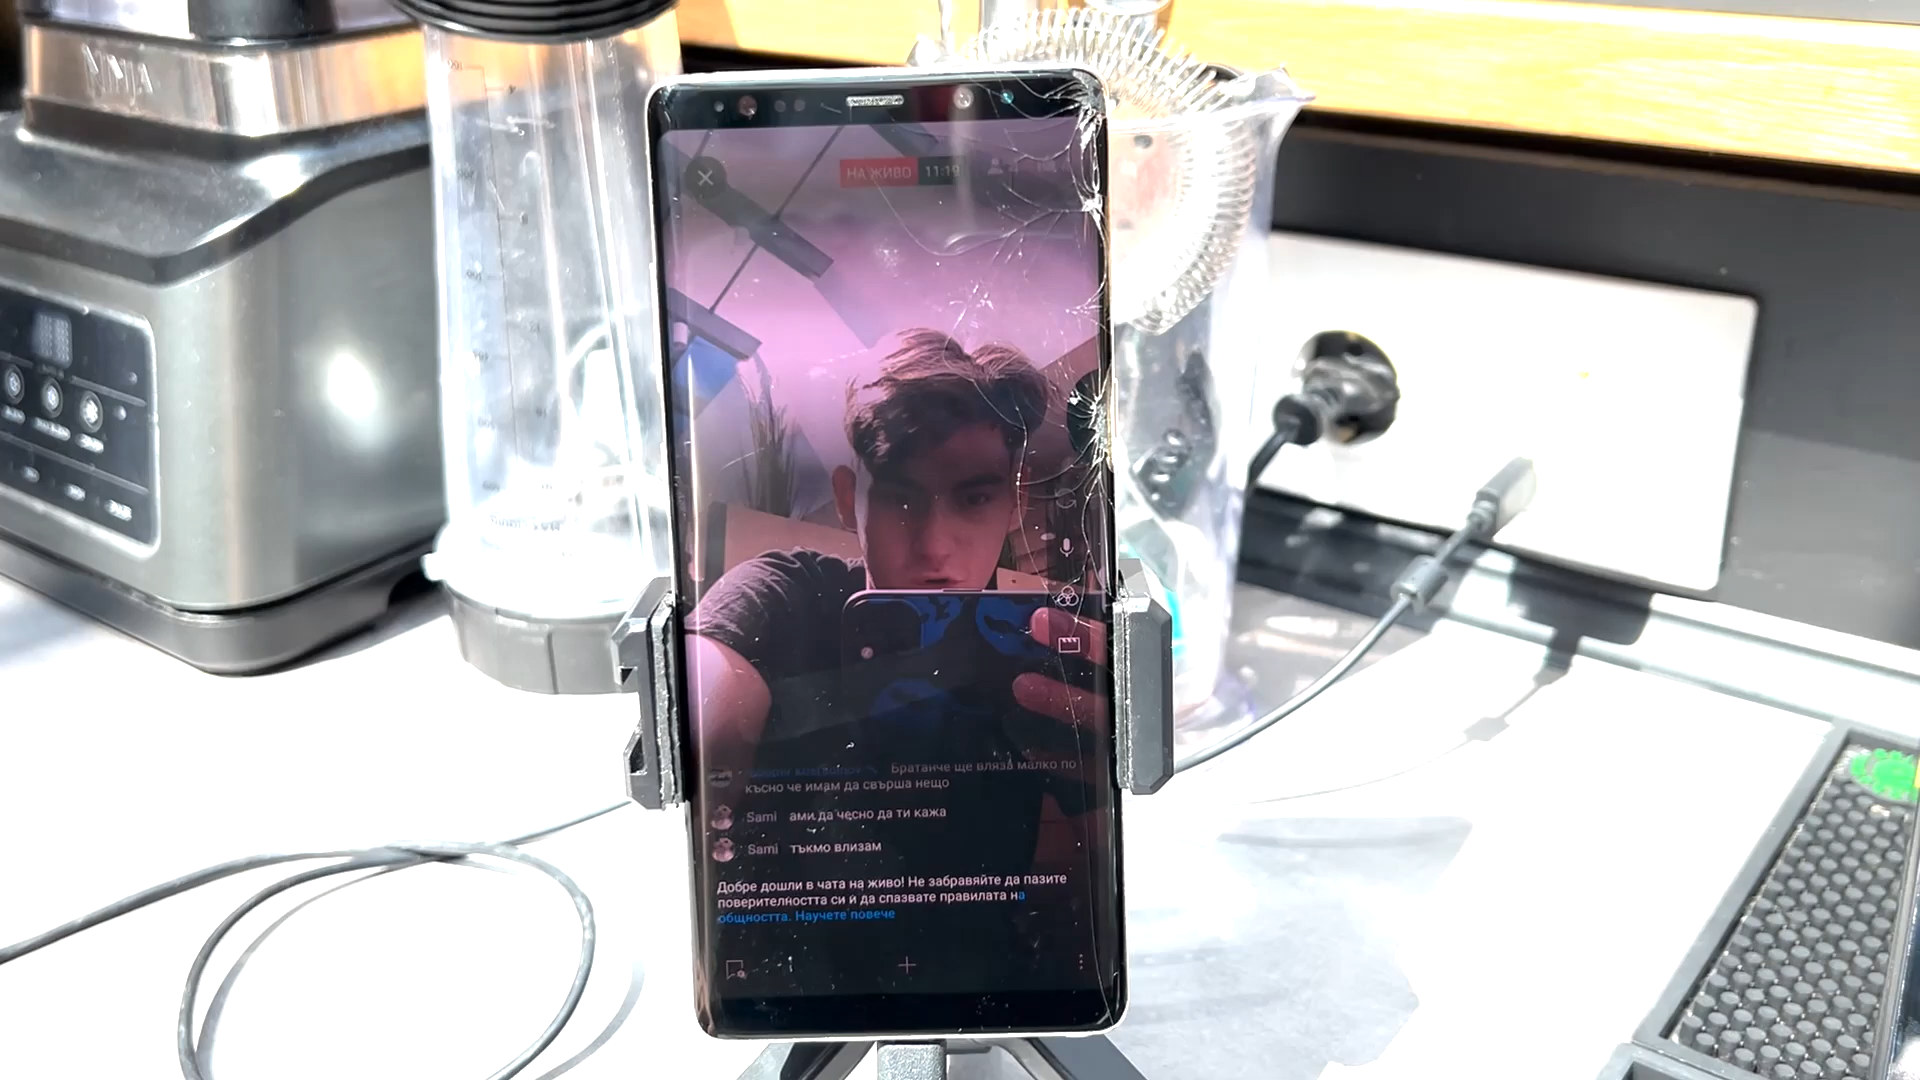 NINJA
НА ЖИВО 11:19
Братанче ще вляза малко по
късно че имам да свърша нещо
Sami ами да чесно да ти кажа
Sami тъкмо влизам
Добре дошли в чата на живо! Не забравяйте да пазите
поверителността си и да спазвате правилата на
общността. Научете повече